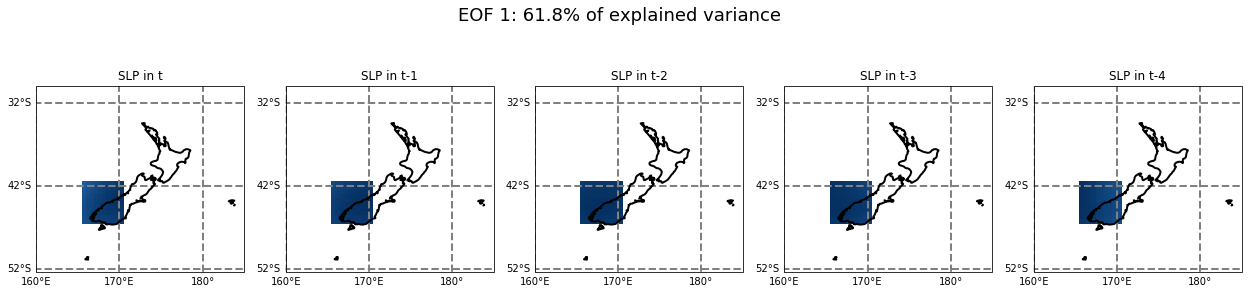 EOF 1: 61.8% of explained variance
SLP in t
SLP in t-1
SLP in t-2
SLP in t-3
SLP in t-4
32°S
32°S
32°S
32°S
32°S
42°S
42°S
42°S
42°S
42°S
52°S
52°S
52°S
52°S
52°S
160°E 170°E 180°
160°E 170°E 180°
160°E 170°E 180°
160°E 170°E 180°
160°E 170°E 180°